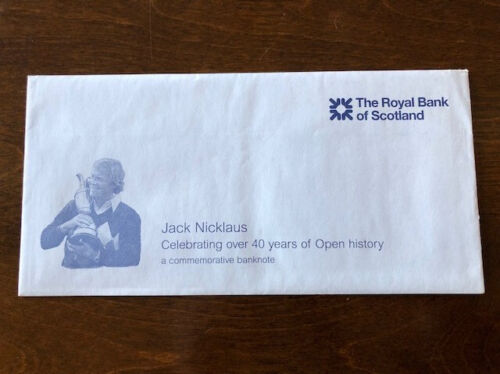 The Royal Bank
of Scotland
Jack Nicklaus
Celebrating over 40 years of Open history
a commemorative banknote